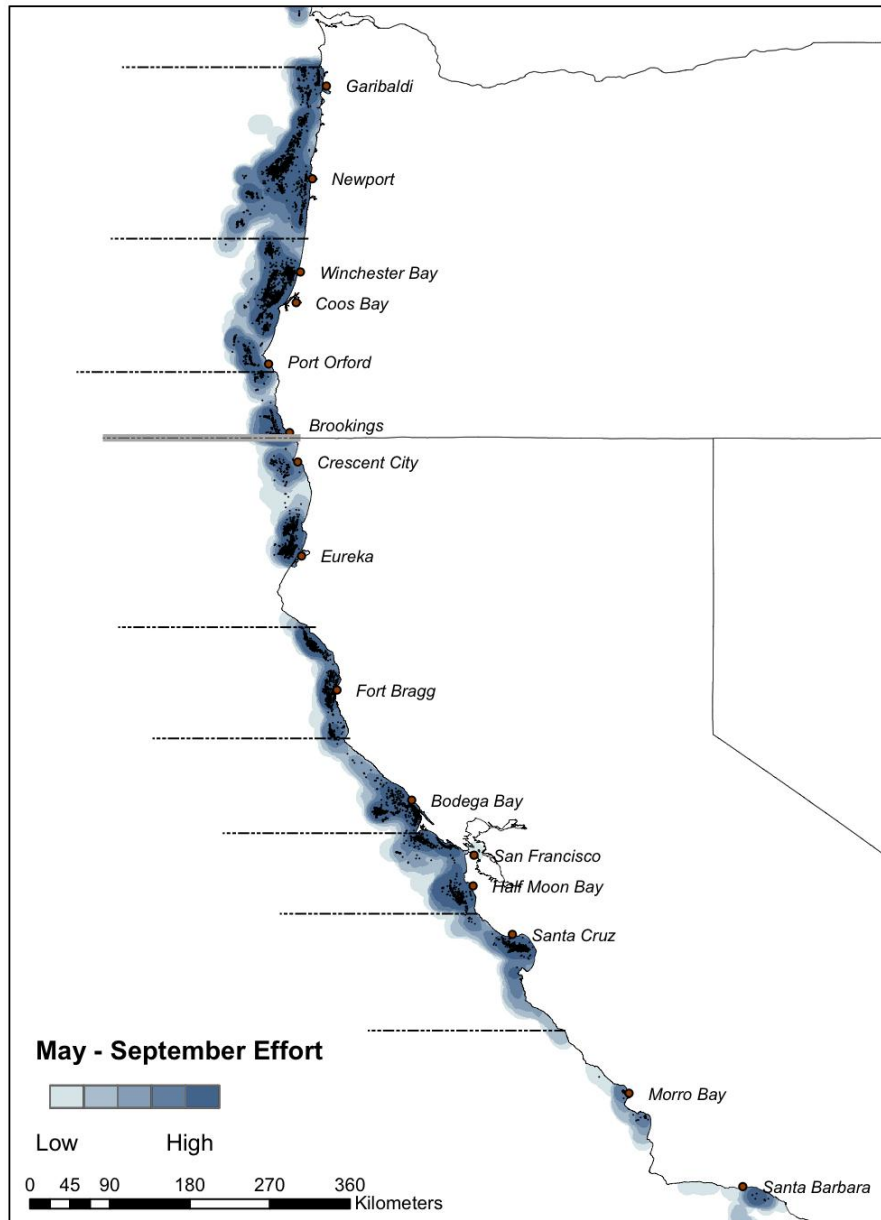 Garibaldi
Newport
Winchester Bay
Coos Bay
Port Orford
Brookings
Crescent City
Eureka
Fort Bragg
Bodega Bay
San Francisco
Half Moon Bay
Santa Cruz
May - September Effort
Morro Bay
Low High
Santa Barbara
0 45 90 180 270 360
Kilometers